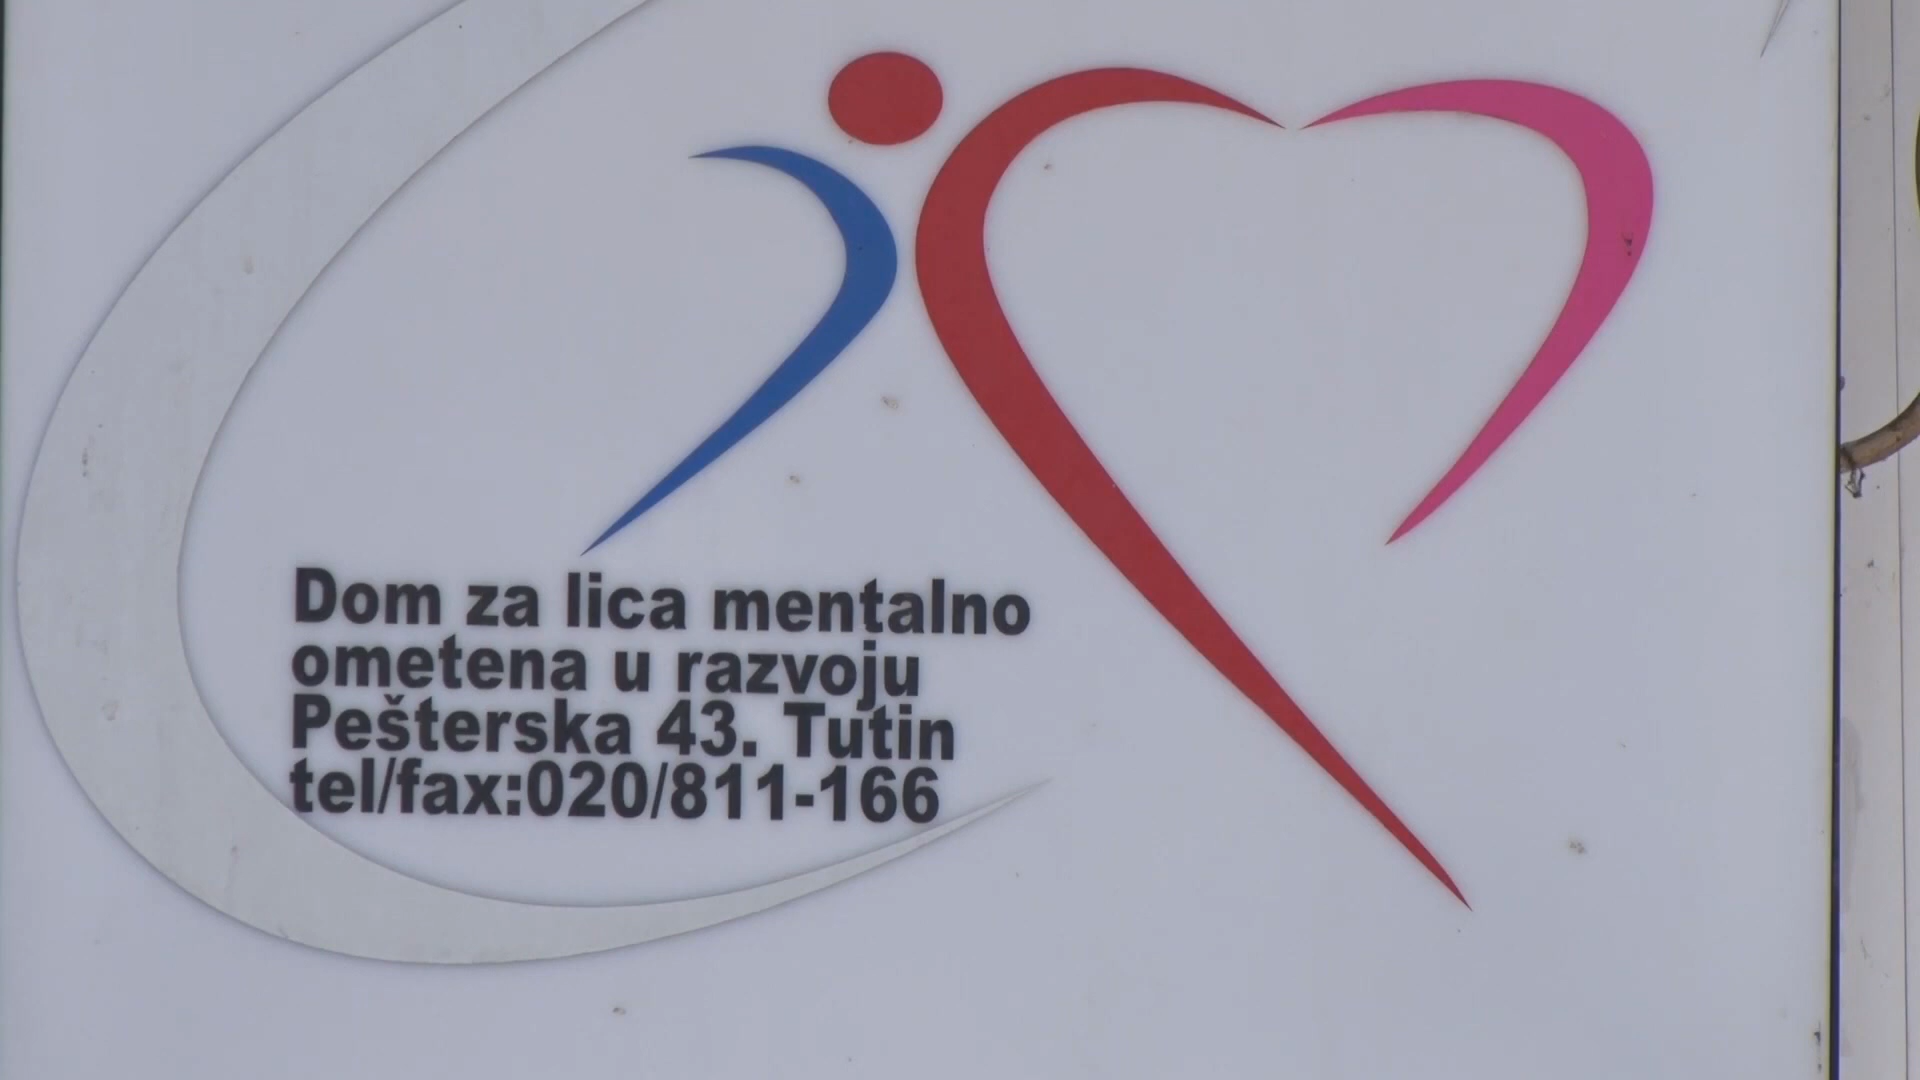 Dom za lica mentalno
ometena u razvoju
Pešterska 43. Tutin
tel/fax:020/811-166